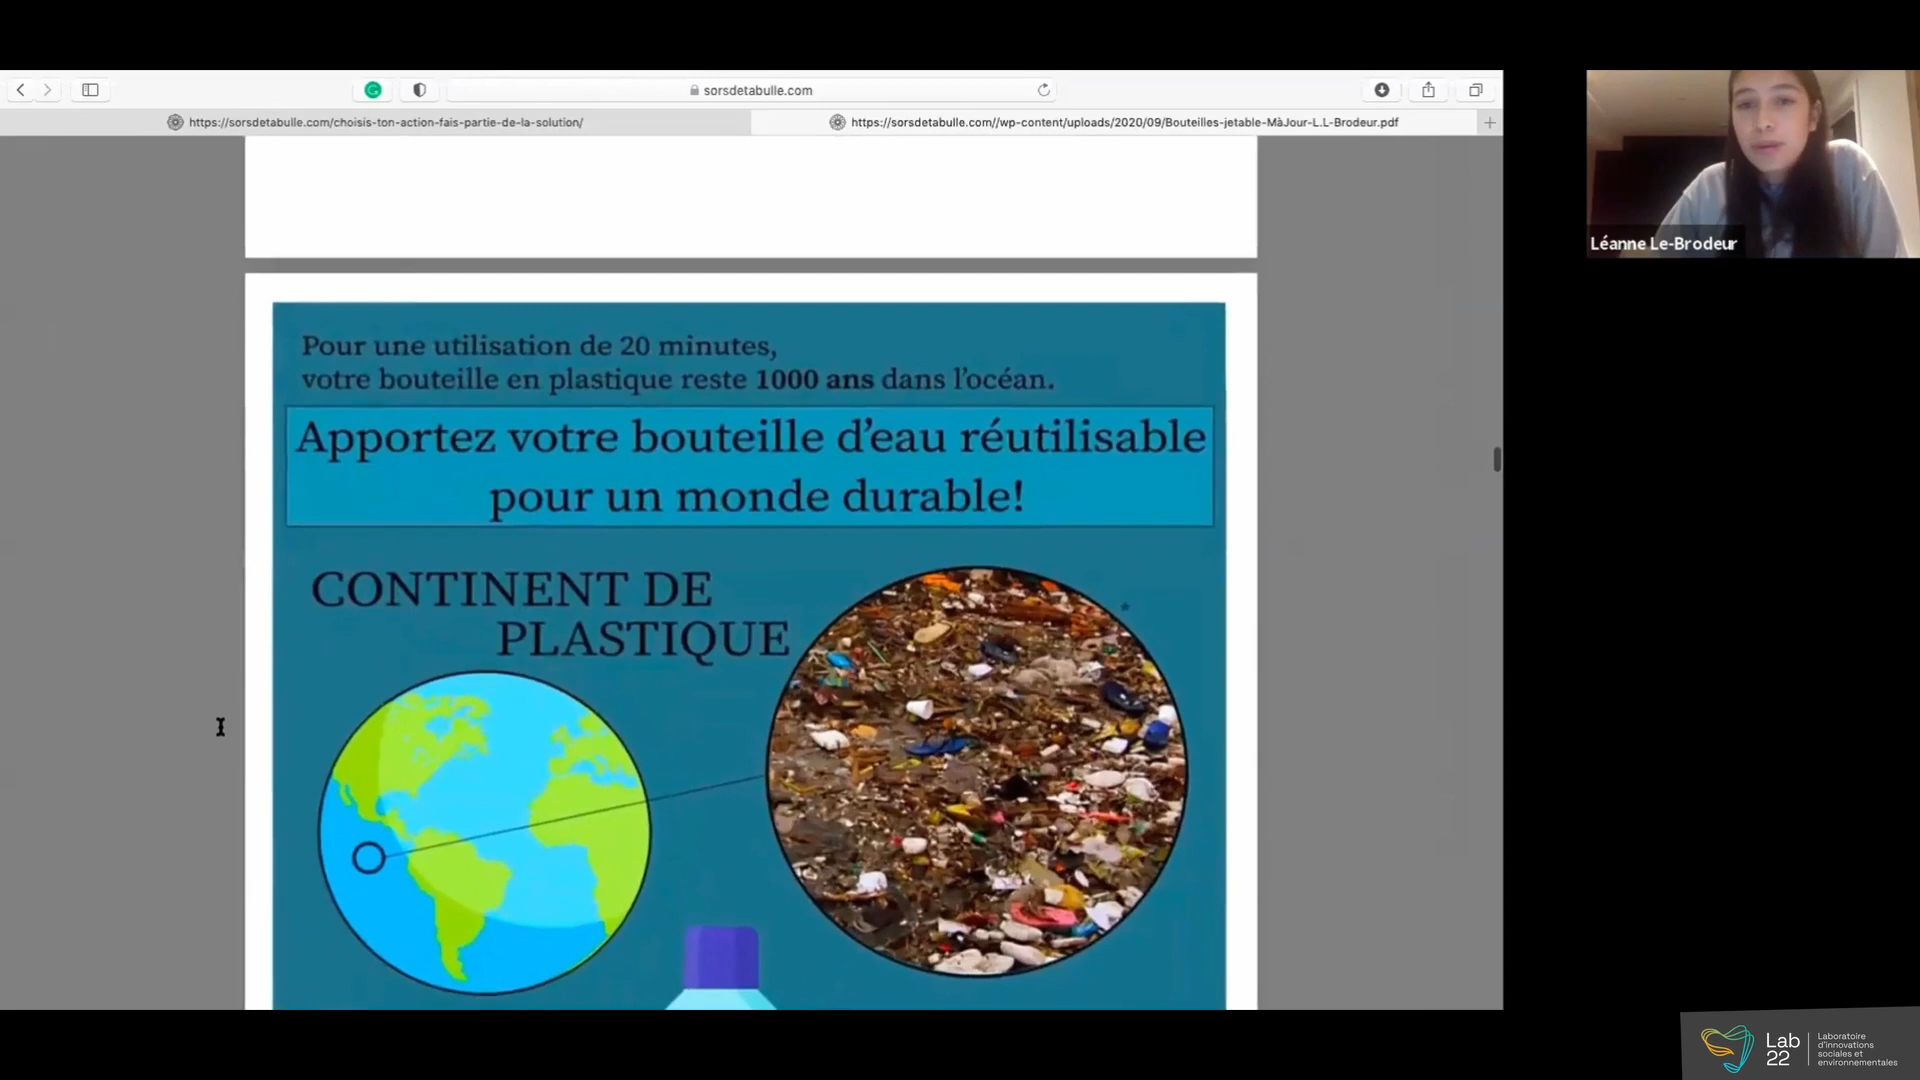 sorsdetabulle.com
https://sorsdetabulle.com/choisis-ton-action-fais-partie-de-la-solution/
https://sorsdetabulle.com//wp-content/uploads/2020/09/Bouteilles-jetable-MàJour-L.L-Brodeur.pdf
Léanne Le-Brodeur
Pour une utilisation de 20 minutes,
votre bouteille en plastique reste 1000 ans dans l'océan.
Apportez votre bouteille d'eau réutilisable
pour un monde durable!
CONTINENT DE
PLASTIQUE
*
Lab
22
Laboratoire
d'innovations
sociales et
environnementales